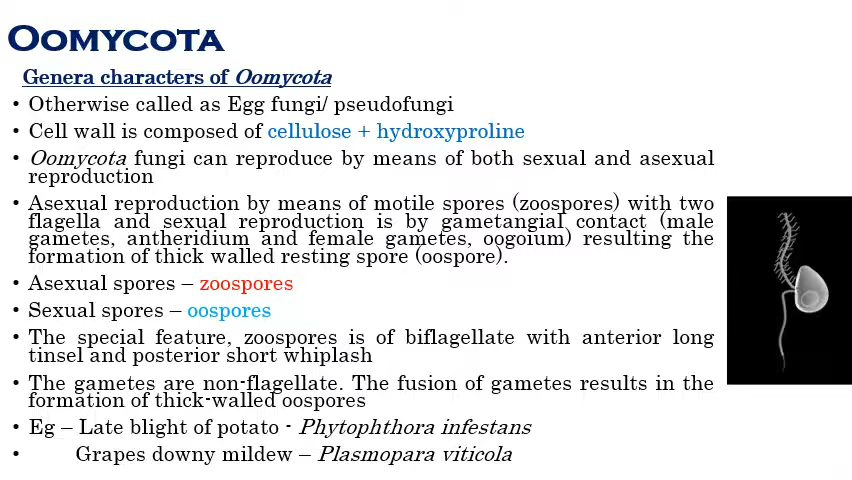 OOMYCOTA
Genera characters of Oomycota
• Otherwise called as Egg fungi/ pseudofungi
• Cell wall is composed of cellulose + hydroxyproline
• Oomycota fungi can reproduce by means of both sexual and asexual
reproduction
• Asexual reproduction by means of motile spores (zoospores) with two
flagella and sexual reproduction is by gametangial contact (male
gametes, antheridium and female gametes, oogoium) resulting the
formation of thick walled resting spore (oospore).
• Asexual spores – zoospores
• Sexual spores – oospores
• The special feature, zoospores is of biflagellate with anterior long
tinsel and posterior short whiplash
• The gametes are non-flagellate. The fusion of gametes results in the
formation of thick-walled oospores
• Eg – Late blight of potato - Phytophthora infestans
• Grapes downy mildew – Plasmopara viticola